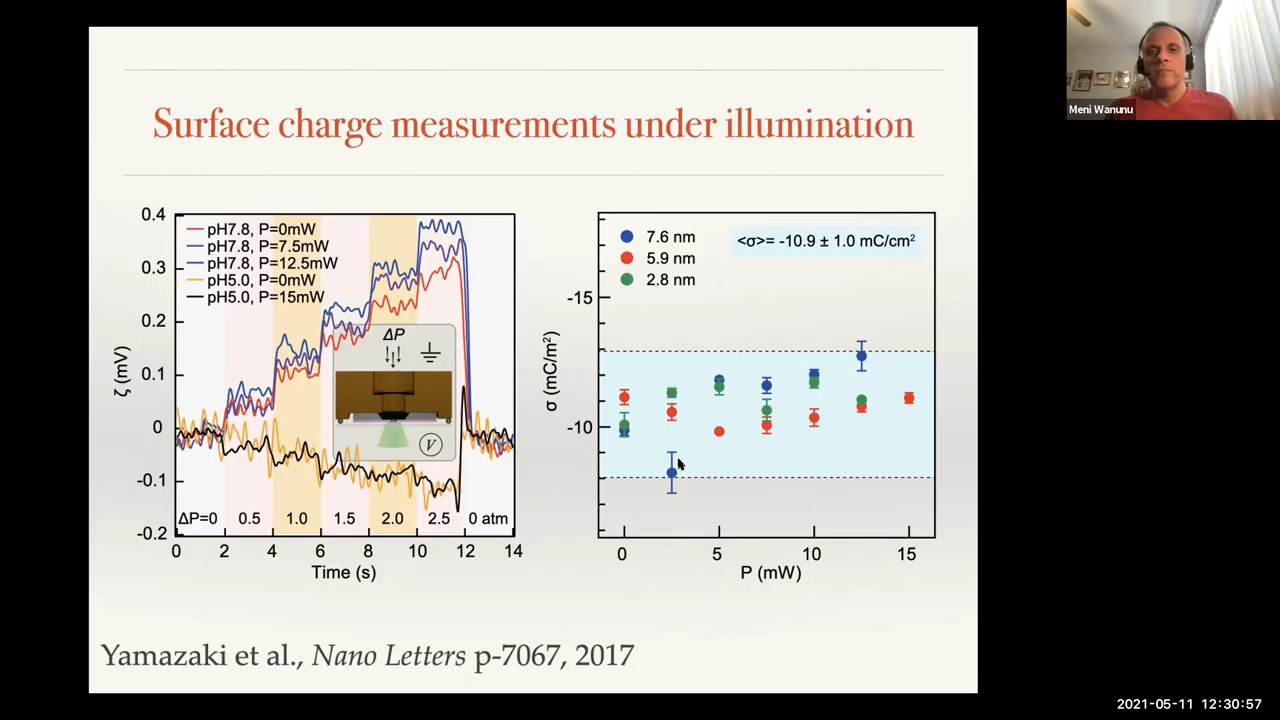 Surface charge measurements under illumination
0.4
0.3
0.2
0.1
0
-0.1
-0.2
ζ (mV)
pH7.8, P=0mW
pH7.8, P=7.5mW
pH7.8, P=12.5mW
pH5.0, P=0mW
pH5.0, P=15mW
ΔP
V
ΔP=0 0.5 1.0 1.5 2.0 2.5 0 atm
0 2 4 6 8 10 12 14
Time (s)
7.6 nm
5.9 nm
2.8 nm
<σ>= -10.9 ± 1.0 mC/cm²
-15
-10
σ (mC/m²)
0 5 10 15
P (mW)
Yamazaki et al., Nano Letters p-7067, 2017
Meni Wanunu
2021-05-11 12:30:57